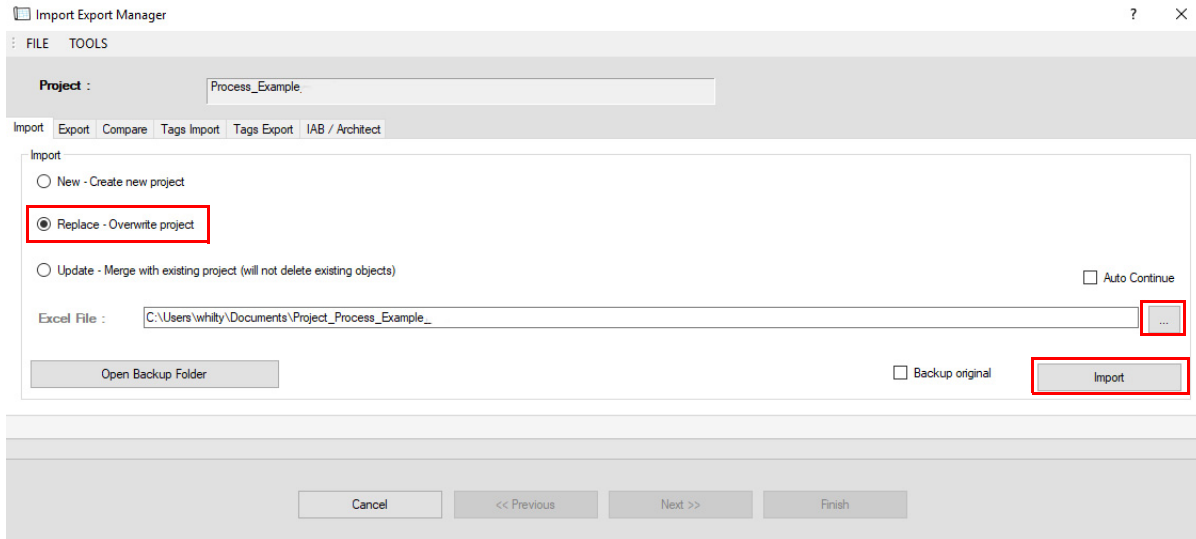 Import Export Manager ? ×
FILE TOOLS
Project : Process_Example
Import Export Compare Tags Import Tags Export IAB / Architect
Import
New - Create new project
Replace - Overwrite project
Update - Merge with existing project (will not delete existing objects)
Auto Continue
Excel File : C:\Users\whilty\Documents\Project_Process_Example_ ...
Open Backup Folder Backup original Import
Cancel << Previous Next >> Finish